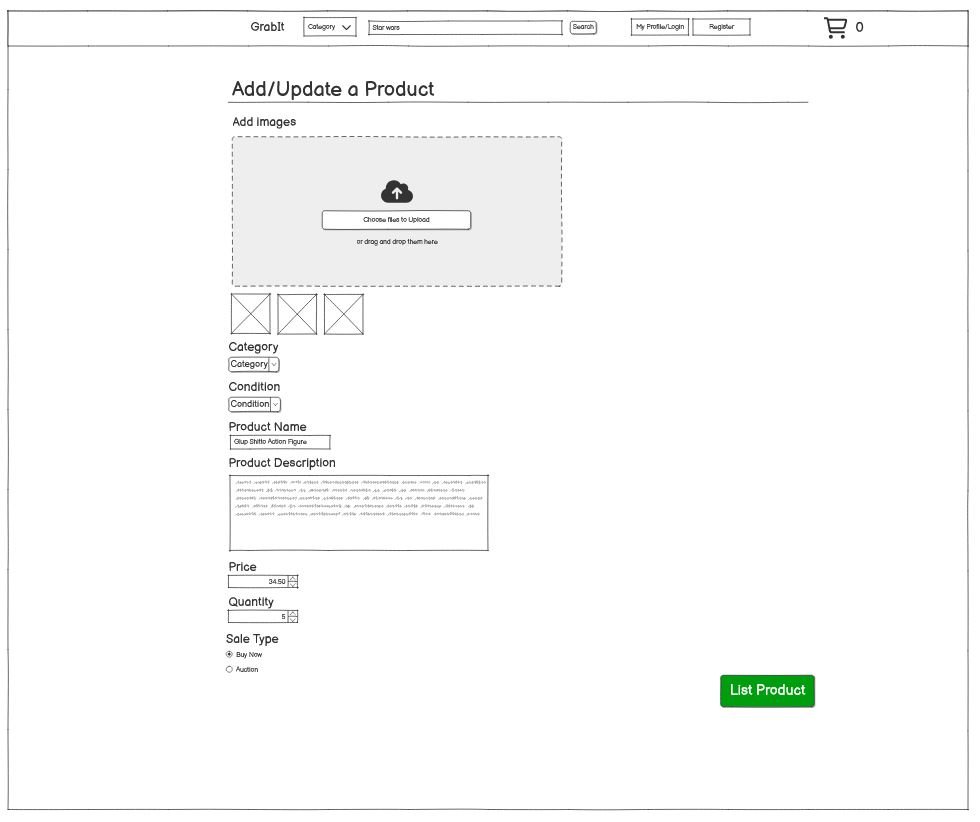 GrabIt
Category
Star wars
Search
My Profile/Login
Register
0
Add/Update a Product
Add Images
Choose files to Upload
or drag and drop them here
Category
Category
Condition
Condition
Product Name
Glup Shitto Action Figure
Product Description
Price
34.50
Quantity
5
Sale Type
Buy Now
Auction
List Product